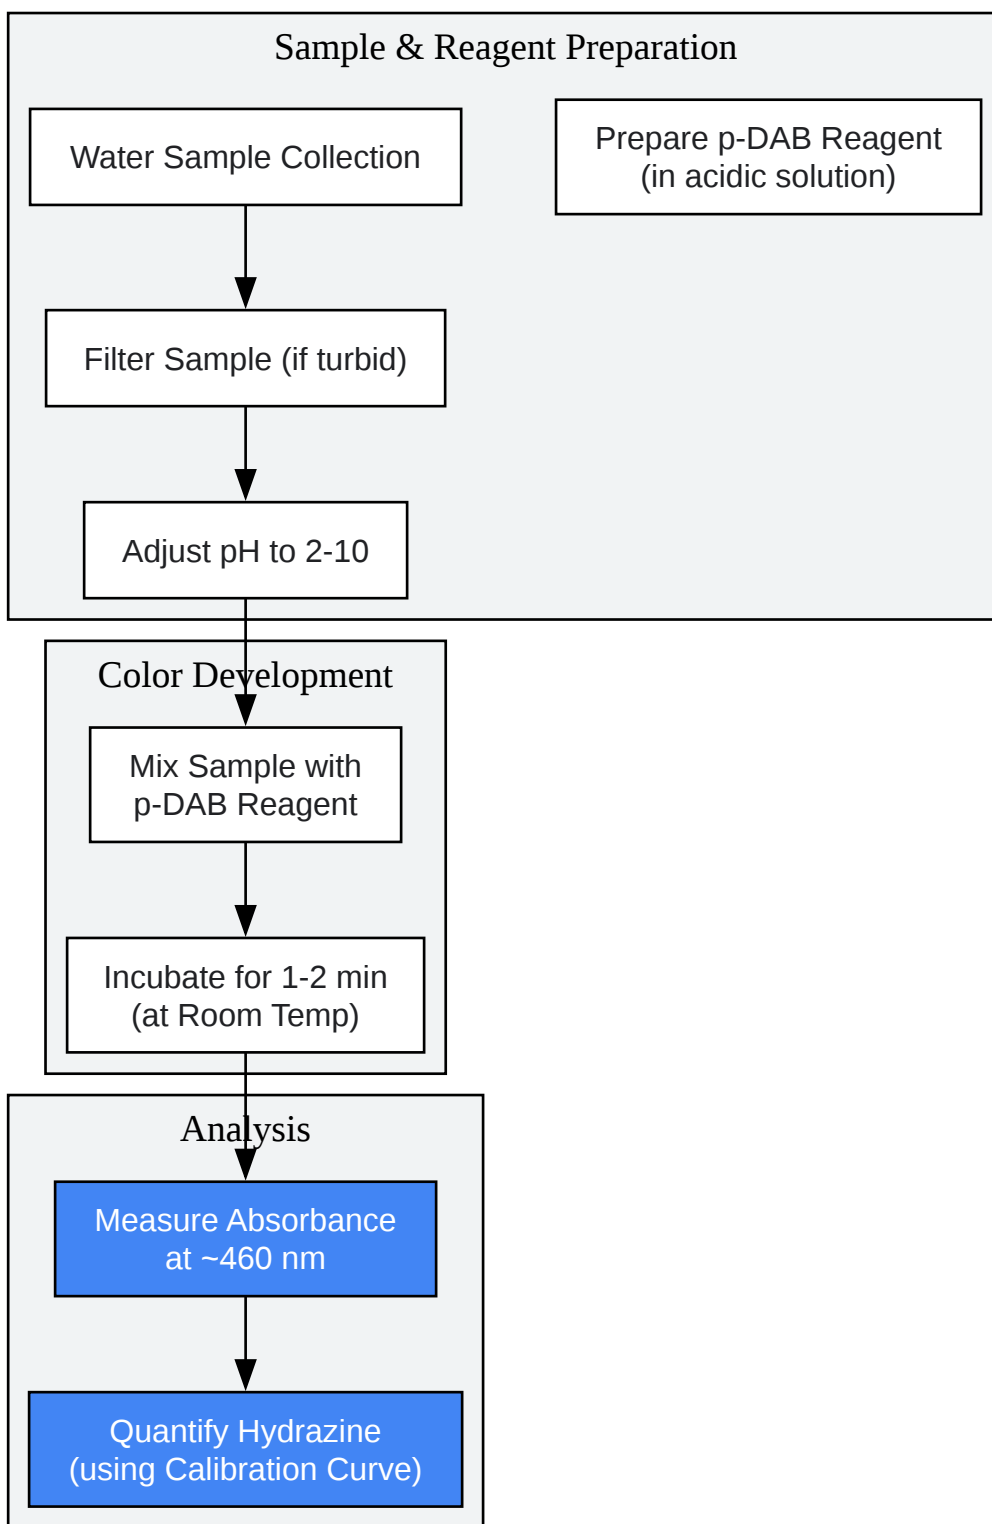 Sample & Reagent Preparation
Water Sample Collection
Prepare p-DAB Reagent
(in acidic solution)
Filter Sample (if turbid)
Adjust pH to 2-10
Color Development
Mix Sample with
p-DAB Reagent
Incubate for 1-2 min
(at Room Temp)
Analysis
Measure Absorbance
at ~460 nm
Quantify Hydrazine
(using Calibration Curve)